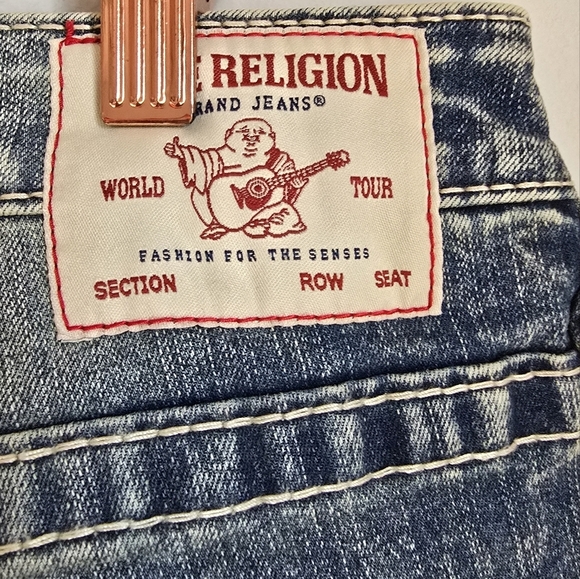 E RELIGION
RAND JEANS®
WORLD TOUR
FASHION FOR THE SENSES
SECTION ROW SEAT